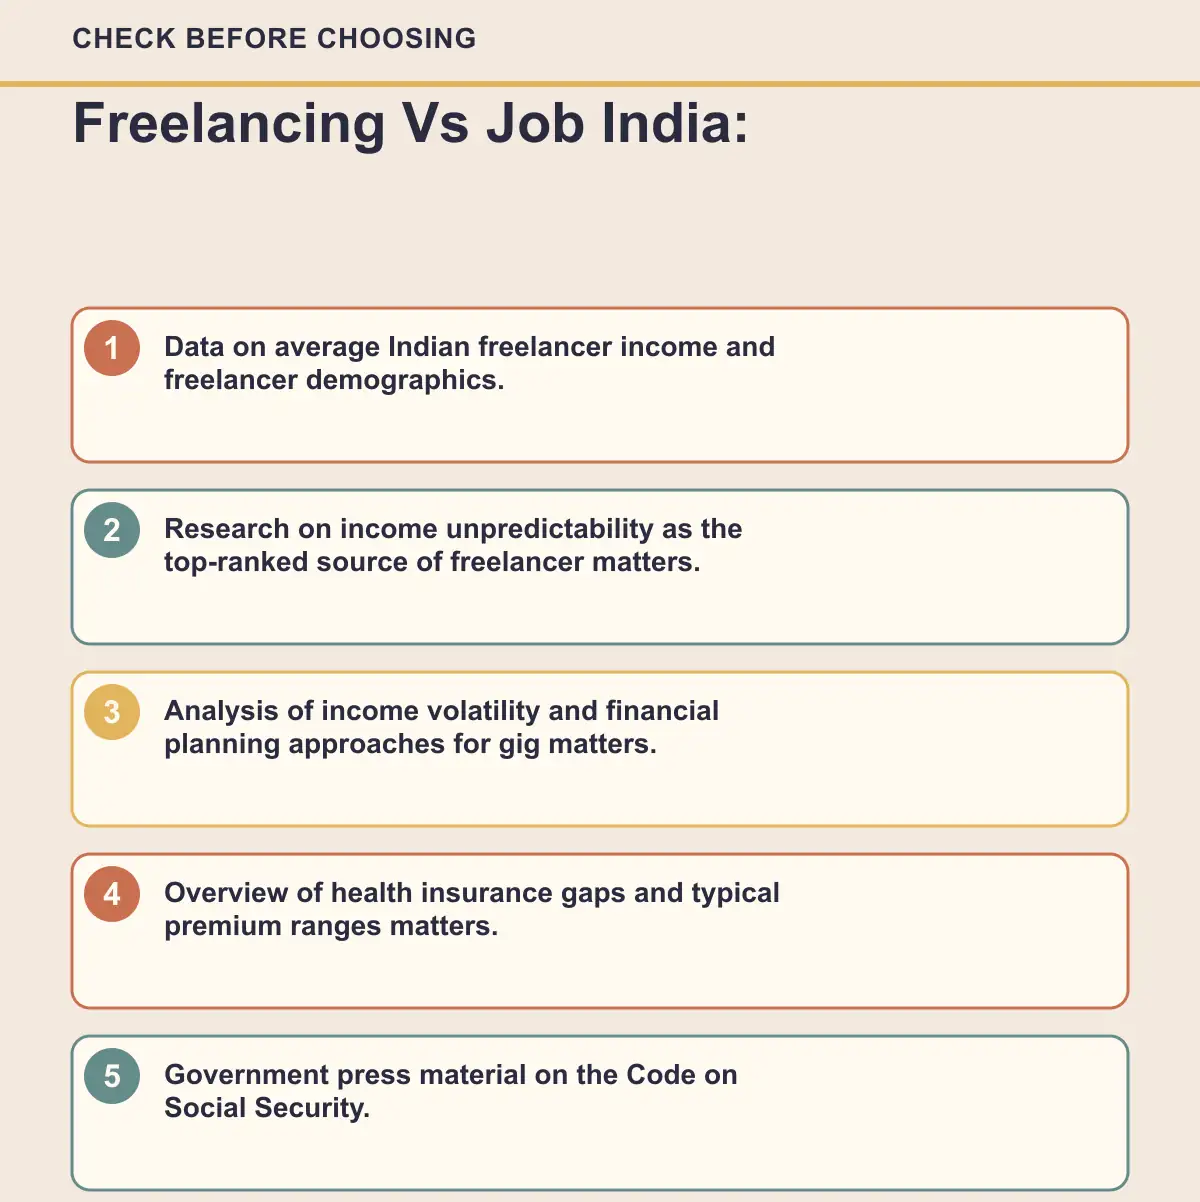 CHECK BEFORE CHOOSING
Freelancing Vs Job India:
1
Data on average Indian freelancer income and
freelancer demographics.
2
Research on income unpredictability as the
top-ranked source of freelancer matters.
3
Analysis of income volatility and financial
planning approaches for gig matters.
4
Overview of health insurance gaps and typical
premium ranges matters.
5
Government press material on the Code on
Social Security.